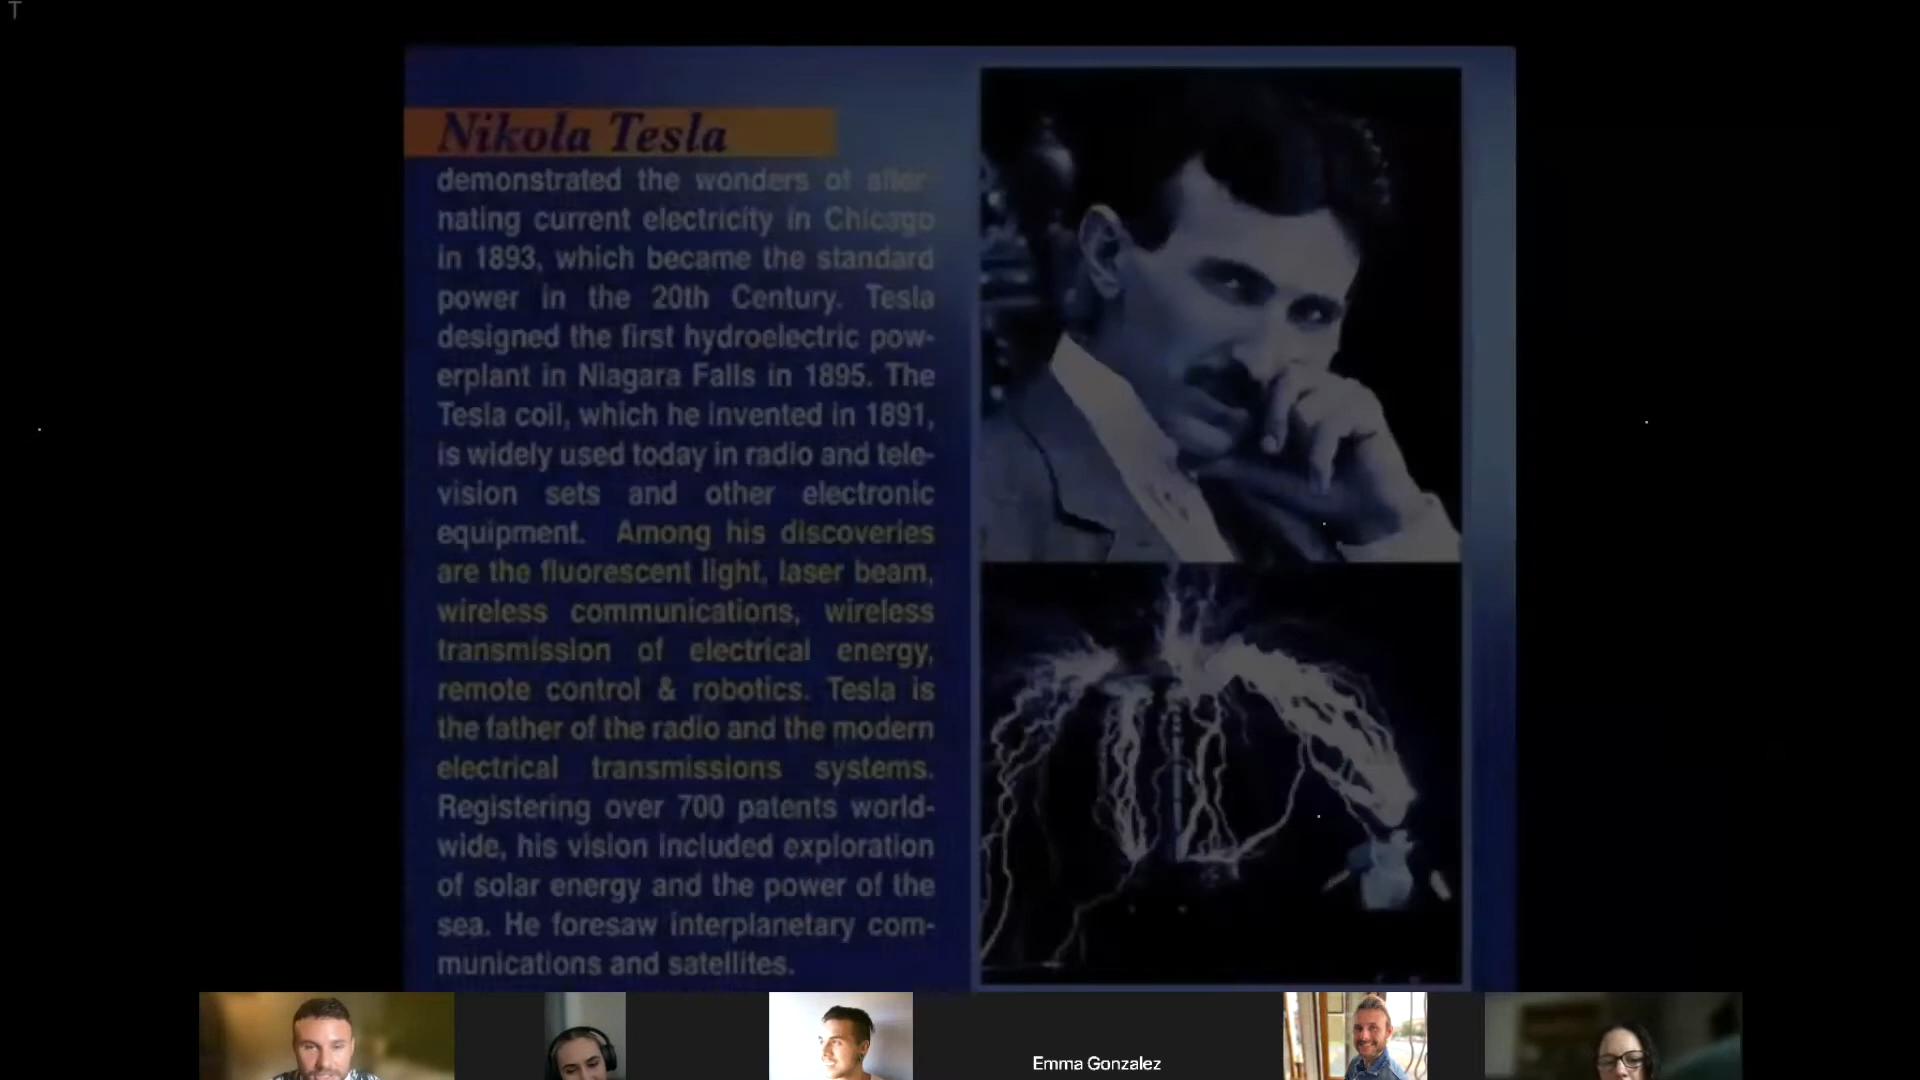 T
Nikola Tesla
demonstrated the wonders of alter-
nating current electricity in Chicago
in 1893, which became the standard
power in the 20th Century. Tesla
designed the first hydroelectric pow-
erplant in Niagara Falls in 1895. The
Tesla coil, which he invented in 1891,
is widely used today in radio and tele-
vision sets and other electronic
equipment. Among his discoveries
are the fluorescent light, laser beam,
wireless communications, wireless
transmission of electrical energy,
remote control & robotics. Tesla is
the father of the radio and the modern
electrical transmissions systems.
Registering over 700 patents world-
wide, his vision included exploration
of solar energy and the power of the
sea. He foresaw interplanetary com-
munications and satellites.
Emma Gonzalez